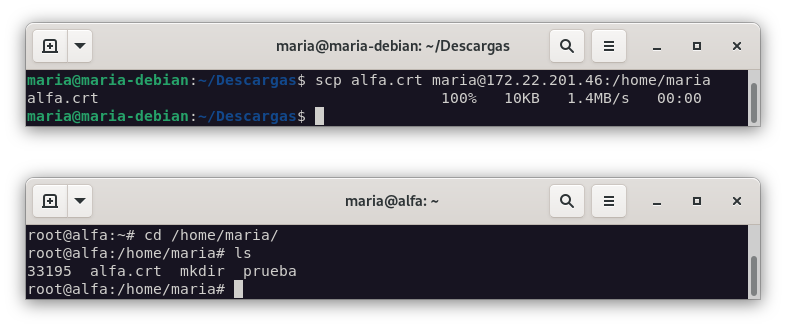 maria@maria-debian: ~/Descargas
maria@maria-debian:~/Descargas$ scp alfa.crt maria@172.22.201.46:/home/maria
alfa.crt 100% 10KB 1.4MB/s 00:00
maria@maria-debian:~/Descargas$
maria@alfa: ~
root@alfa:~# cd /home/maria/
root@alfa:/home/maria# ls
33195 alfa.crt mkdir prueba
root@alfa:/home/maria#